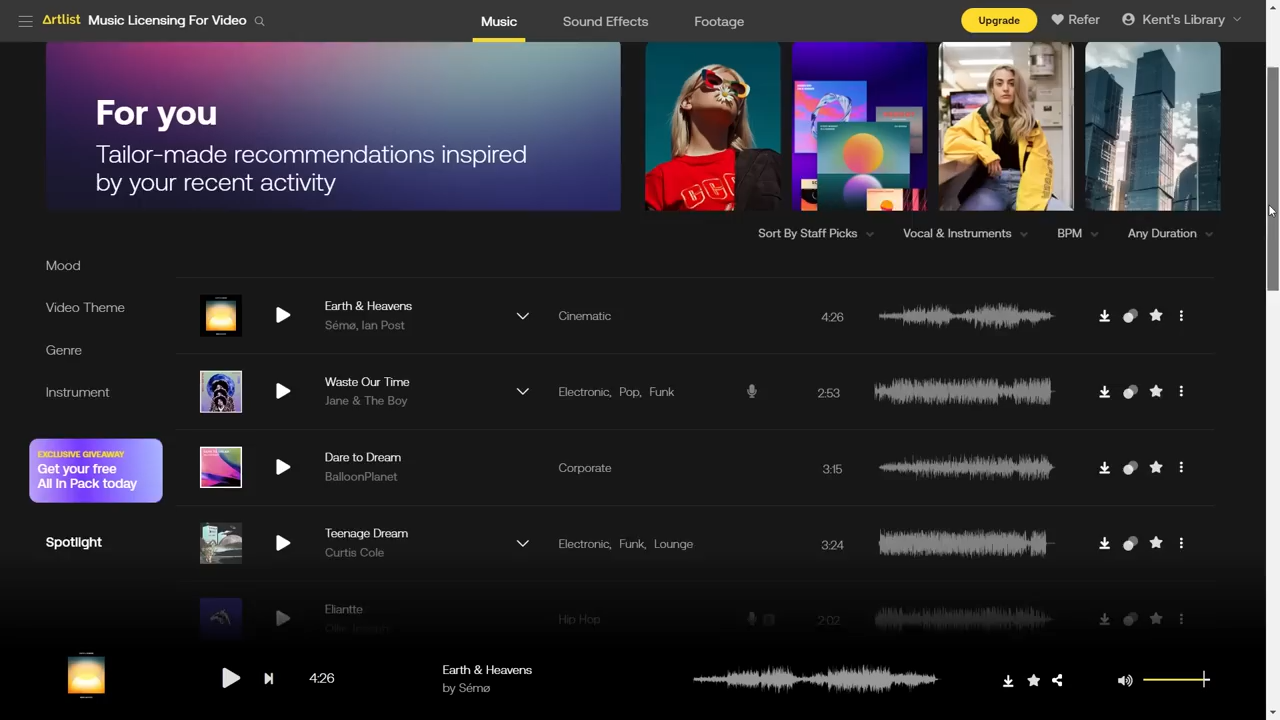 Artlist Music Licensing For Video
Music Sound Effects Footage
Upgrade Refer Kent's Library
For you
Tailor-made recommendations inspired
by your recent activity
Sort By Staff Picks Vocal & Instruments BPM Any Duration
Mood
Video Theme
Genre
Instrument
EXCLUSIVE GIVEAWAY
Get your free
All In Pack today
Spotlight
Earth & Heavens
Sémø, Ian Post
Cinematic 4:26
Waste Our Time
Jane & The Boy
Electronic, Pop, Funk 2:53
Dare to Dream
BalloonPlanet
Corporate 3:15
Teenage Dream
Curtis Cole
Electronic, Funk, Lounge 3:24
Eliantte
Hip Hop 2:02
4:26
Earth & Heavens
by Sémø